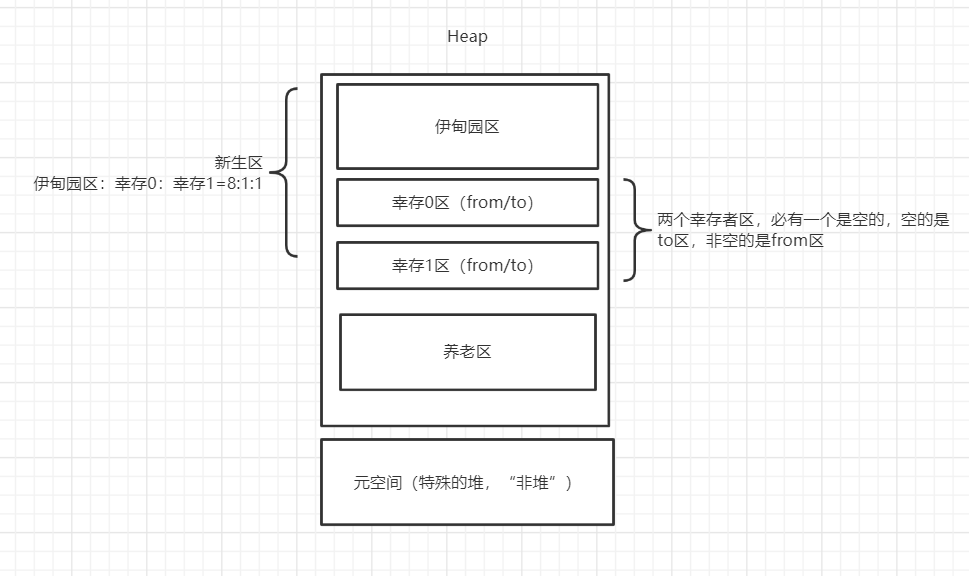 Heap
伊甸园区
新生区
伊甸园区：幸存0：幸存1=8:1:1
幸存0区（from/to）
两个幸存者区，必有一个是空的，空的是
to区，非空的是from区
幸存1区（from/to）
养老区
元空间（特殊的堆，“非堆”）